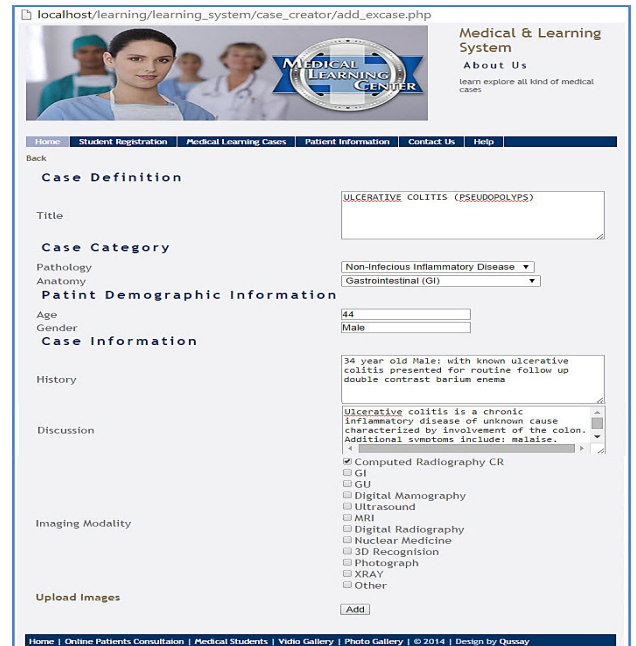 localhost/learning/learning_system/case_creator/add_excase.php
MEDICAL
LEARNING
CENTER
Medical & Learning
System
About Us
learn explore all kind of medical
cases
Home Student Registration Medical Learning Cases Patient Information Contact Us Help
Back
Case Definition
Title
ULCERATIVE COLITIS (PSEUDOPOLYPS)
Case Category
Pathology Non-Infecious Inflammatory Disease
Anatomy Gastrointestinal (GI)
Patint Demographic Information
Age 44
Gender Male
Case Information
History
34 year old Male: with known ulcerative
colitis presented for routine follow up
double contrast barium enema
Discussion
Ulcerative colitis is a chronic
inflammatory disease of unknown cause
characterized by involvement of the colon.
Additional symptoms include: malaise.
Imaging Modality
Computed Radiography CR
GI
GU
Digital Mamography
Ultrasound
MRI
Digital Radiography
Nuclear Medicine
3D Recognision
Photograph
XRAY
Other
Upload Images
Add
Home | Online Patients Consultaion | Medical Students | Vidio Gallery | Photo Gallery | © 2014 | Design by Qussay